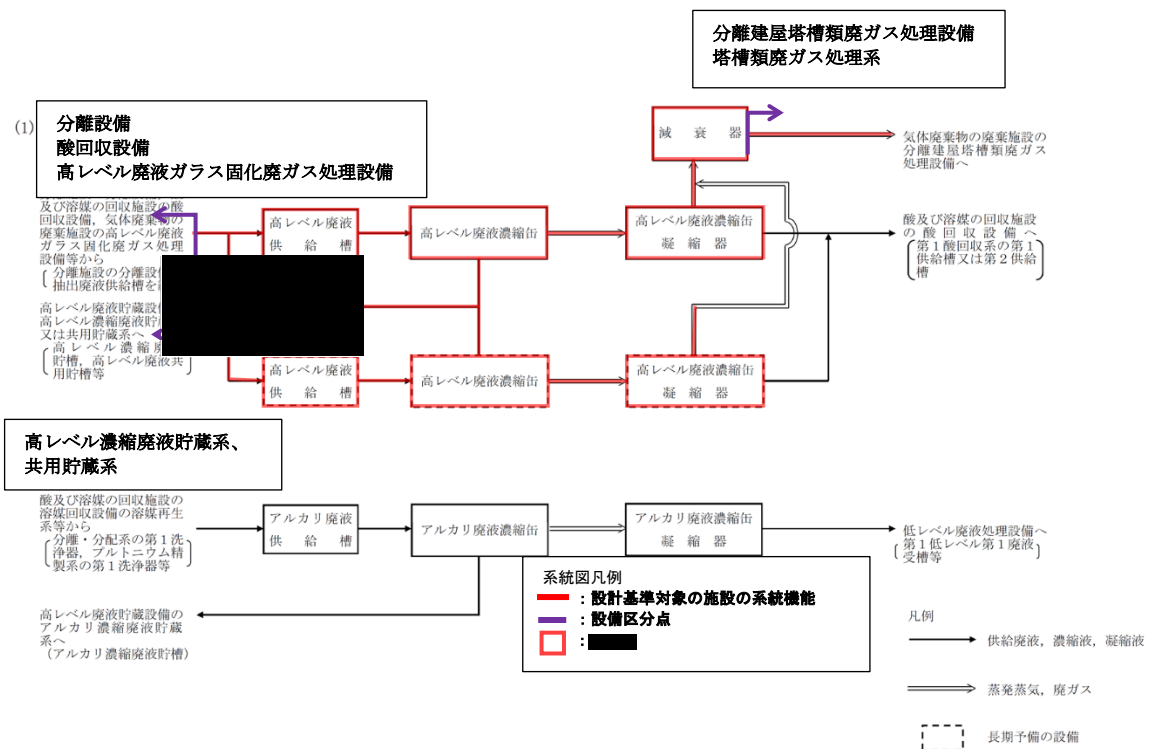 分離建屋塔槽類廃ガス処理設備
塔槽類廃ガス処理系
(1)
分離設備
酸回収設備
高レベル廃液ガラス固化廃ガス処理設備
減衰器
気体廃棄物の廃棄施設の
分離建屋塔槽類廃ガス
処理設備へ
及び溶媒の回収施設の酸
回収設備,気体廃棄物の
廃棄施設の高レベル廃液
ガラス固化廃ガス処理
設備等から
分離施設の分離設備
抽出廃液供給槽を
高レベル廃液
供給槽
高レベル廃液濃縮缶
高レベル廃液濃縮缶
凝縮器
酸及び溶媒の回収施設
の酸回収設備へ
第1酸回収系の第1
供給槽又は第2供給
槽
高レベル廃液貯蔵設
高レベル濃縮廃液貯
又は共用貯蔵系へ
高レベル濃縮廃
貯槽,高レベル廃液共
用貯槽等
高レベル廃液
供給槽
高レベル廃液濃縮缶
高レベル廃液濃縮缶
凝縮器
高レベル濃縮廃液貯蔵系、
共用貯蔵系
酸及び溶媒の回収施設の
溶媒回収設備の溶媒再生
系等から
分離・分配系の第1洗
浄器,プルトニウム精
製系の第1洗浄器等
アルカリ廃液
供給槽
アルカリ廃液濃縮缶
アルカリ廃液濃縮缶
凝縮器
低レベル廃液処理設備へ
第1低レベル第1廃液
受槽等
高レベル廃液貯蔵設備の
アルカリ濃縮廃液貯蔵
系へ
(アルカリ濃縮廃液貯槽)
系統図凡例
:設計基準対象の施設の系統機能
:設備区分点
:
凡例
供給廃液,濃縮液,凝縮液
蒸発蒸気,廃ガス
長期予備の設備